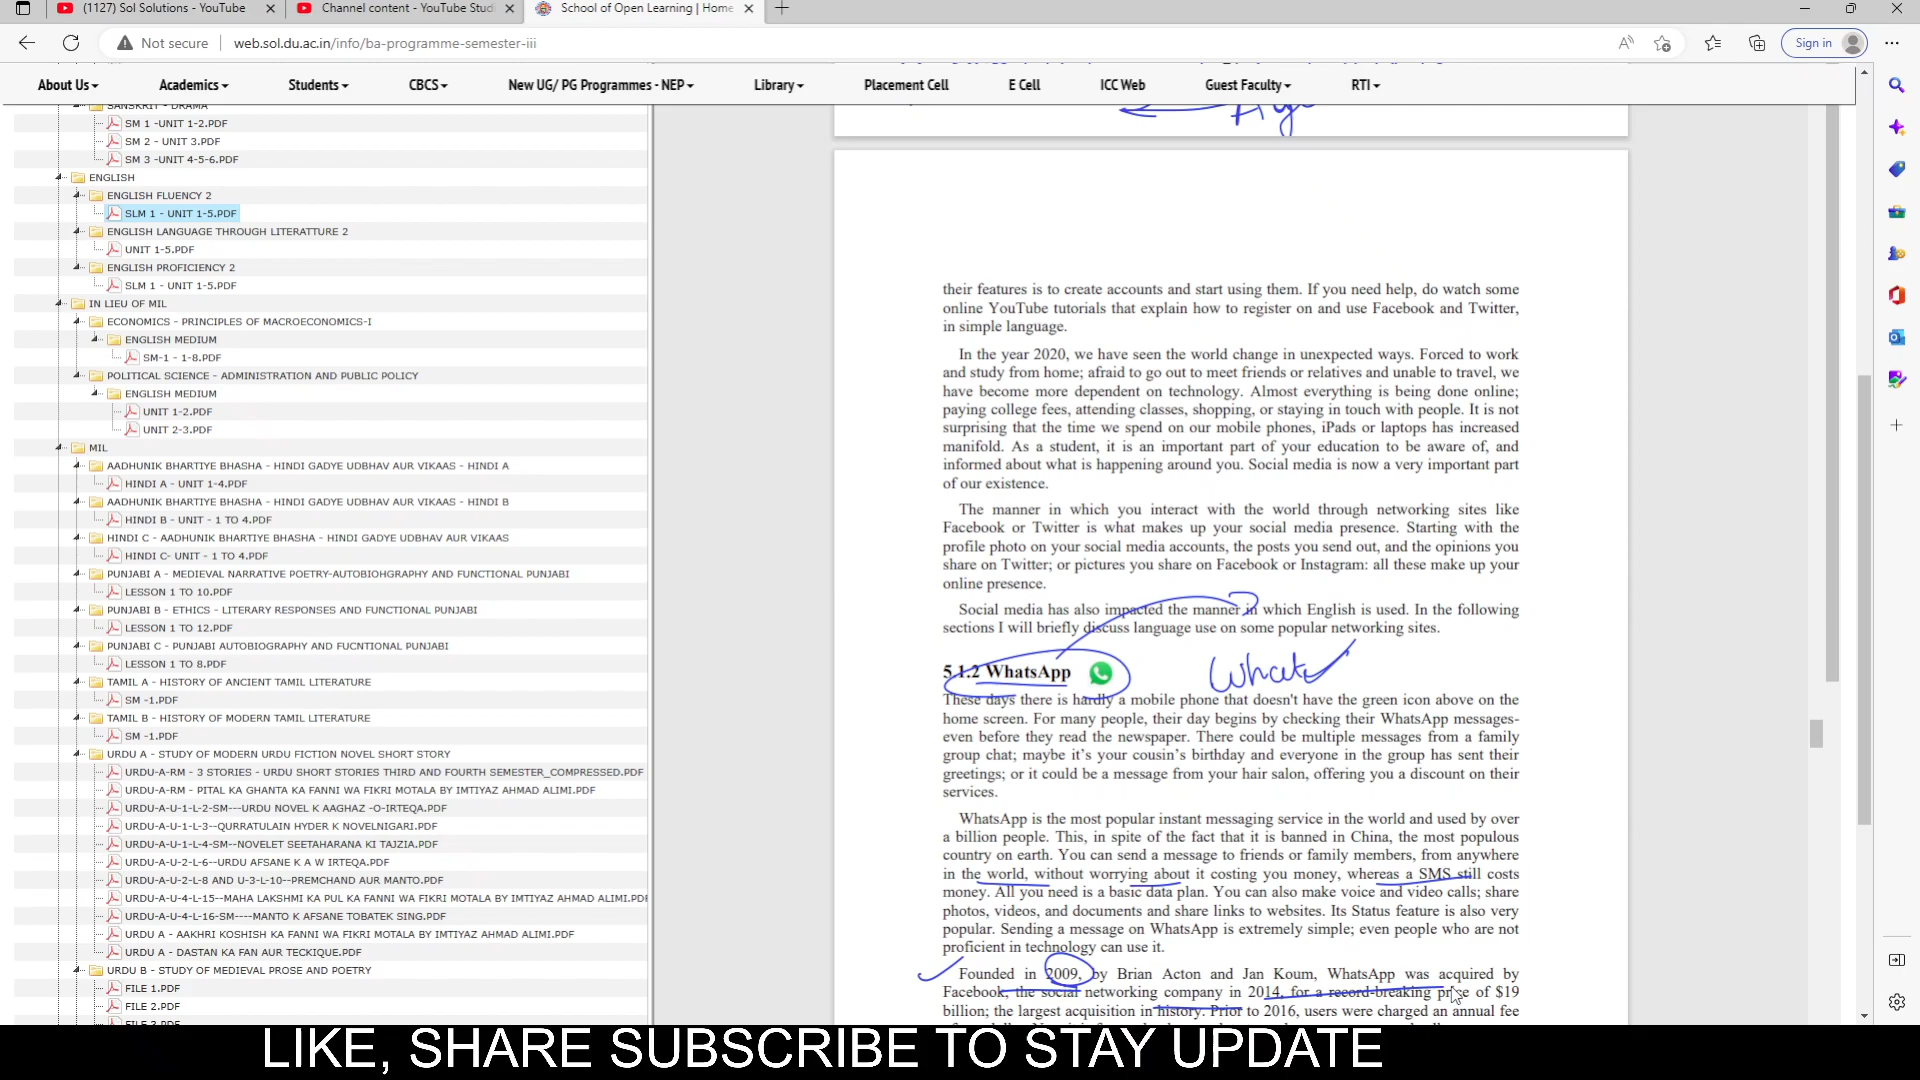 (1127) Sol Solutions - YouTube
Channel content - YouTube Stud
School of Open Learning | Home
Not secure
web.sol.du.ac.in/info/ba-programme-semester-iii
Sign in
About Us
Academics
Students
CBCS
New UG/ PG Programmes - NEP
Library
Placement Cell
E Cell
ICC Web
Guest Faculty
RTI
SANSKRIT - DRAMA
SM 1 -UNIT 1-2.PDF
SM 2 - UNIT 3.PDF
SM 3 -UNIT 4-5-6.PDF
ENGLISH
ENGLISH FLUENCY 2
SLM 1 - UNIT 1-5.PDF
ENGLISH LANGUAGE THROUGH LITERATTURE 2
UNIT 1-5.PDF
ENGLISH PROFICIENCY 2
SLM 1 - UNIT 1-5.PDF
IN LIEU OF MIL
ECONOMICS - PRINCIPLES OF MACROECONOMICS-I
ENGLISH MEDIUM
SM-1 - 1-8.PDF
POLITICAL SCIENCE - ADMINISTRATION AND PUBLIC POLICY
ENGLISH MEDIUM
UNIT 1-2.PDF
UNIT 2-3.PDF
MIL
AADHUNIK BHARTIYE BHASHA - HINDI GADYE UDBHAV AUR VIKAAS - HINDI A
HINDI A - UNIT 1-4.PDF
AADHUNIK BHARTIYE BHASHA - HINDI GADYE UDBHAV AUR VIKAAS - HINDI B
HINDI B - UNIT - 1 TO 4.PDF
HINDI C - AADHUNIK BHARTIYE BHASHA - HINDI GADYE UDBHAV AUR VIKAAS
HINDI C- UNIT - 1 TO 4.PDF
PUNJABI A - MEDIEVAL NARRATIVE POETRY-AUTOBIOHGRAPHY AND FUNCTIONAL PUNJABI
LESSON 1 TO 10.PDF
PUNJABI B - ETHICS - LITERARY RESPONSES AND FUNCTIONAL PUNJABI
LESSON 1 TO 12.PDF
PUNJABI C - PUNJABI AUTOBIOGRAPHY AND FUCNTIONAL PUNJABI
LESSON 1 TO 8.PDF
TAMIL A - HISTORY OF ANCIENT TAMIL LITERATURE
SM -1.PDF
TAMIL B - HISTORY OF MODERN TAMIL LITERATURE
SM -1.PDF
URDU A - STUDY OF MODERN URDU FICTION NOVEL SHORT STORY
URDU-A-RM - 3 STORIES - URDU SHORT STORIES THIRD AND FOURTH SEMESTER_COMPRESSED.PDF
URDU-A-RM - PITAL KA GHANTA KA FANNI WA FIKRI MOTALA BY IMTIYAZ AHMAD ALIMI.PDF
URDU-A-U-1-L-2-SM---URDU NOVEL K AAGHAZ -O-IRTEQA.PDF
URDU-A-U-1-L-3--QURRATULAIN HYDER K NOVELNIGARI.PDF
URDU-A-U-1-L-4-SM--NOVELET SEETAHARANA KI TAJZIA.PDF
URDU-A-U-2-L-6--URDU AFSANE K A W IRTEQA.PDF
URDU-A-U-2-L-8 AND U-3-L-10--PREMCHAND AUR MANTO.PDF
URDU-A-U-4-L-15--MAHA LAKSHMI KA PUL KA FANNI WA FIKRI MOTALA BY IMTIYAZ AHMAD ALIMI.PDF
URDU-A-U-4-L-16-SM----MANTO K AFSANE TOBATEK SING.PDF
URDU A - AAKHRI KOSHISH KA FANNI WA FIKRI MOTALA BY IMTIYAZ AHMAD ALIMI.PDF
URDU A - DASTAN KA FAN AUR TECKIQUE.PDF
URDU B - STUDY OF MEDIEVAL PROSE AND POETRY
FILE 1.PDF
FILE 2.PDF
FILE 3.PDF
their features is to create accounts and start using them. If you need help, do watch some
online YouTube tutorials that explain how to register on and use Facebook and Twitter,
in simple language.
In the year 2020, we have seen the world change in unexpected ways. Forced to work
and study from home; afraid to go out to meet friends or relatives and unable to travel, we
have become more dependent on technology. Almost everything is being done online;
paying college fees, attending classes, shopping, or staying in touch with people. It is not
surprising that the time we spend on our mobile phones, iPads or laptops has increased
manifold. As a student, it is an important part of your education to be aware of, and
informed about what is happening around you. Social media is now a very important part
of our existence.
The manner in which you interact with the world through networking sites like
Facebook or Twitter is what makes up your social media presence. Starting with the
profile photo on your social media accounts, the posts you send out, and the opinions you
share on Twitter; or pictures you share on Facebook or Instagram: all these make up your
online presence.
Social media has also impacted the manner in which English is used. In the following
sections I will briefly discuss language use on some popular networking sites.
5.1.2 WhatsApp
Whats
These days there is hardly a mobile phone that doesn't have the green icon above on the
home screen. For many people, their day begins by checking their WhatsApp messages-
even before they read the newspaper. There could be multiple messages from a family
group chat; maybe it's your cousin's birthday and everyone in the group has sent their
greetings; or it could be a message from your hair salon, offering you a discount on their
services.
WhatsApp is the most popular instant messaging service in the world and used by over
a billion people. This, in spite of the fact that it is banned in China, the most populous
country on earth. You can send a message to friends or family members, from anywhere
in the world, without worrying about it costing you money, whereas a SMS still costs
money. All you need is a basic data plan. You can also make voice and video calls; share
photos, videos, and documents and share links to websites. Its Status feature is also very
popular. Sending a message on WhatsApp is extremely simple; even people who are not
proficient in technology can use it.
Founded in 2009, by Brian Acton and Jan Koum, WhatsApp was acquired by
Facebook, the social networking company in 2014, for a record-breaking price of $19
billion; the largest acquisition in history. Prior to 2016, users were charged an annual fee
LIKE, SHARE SUBSCRIBE TO STAY UPDATE